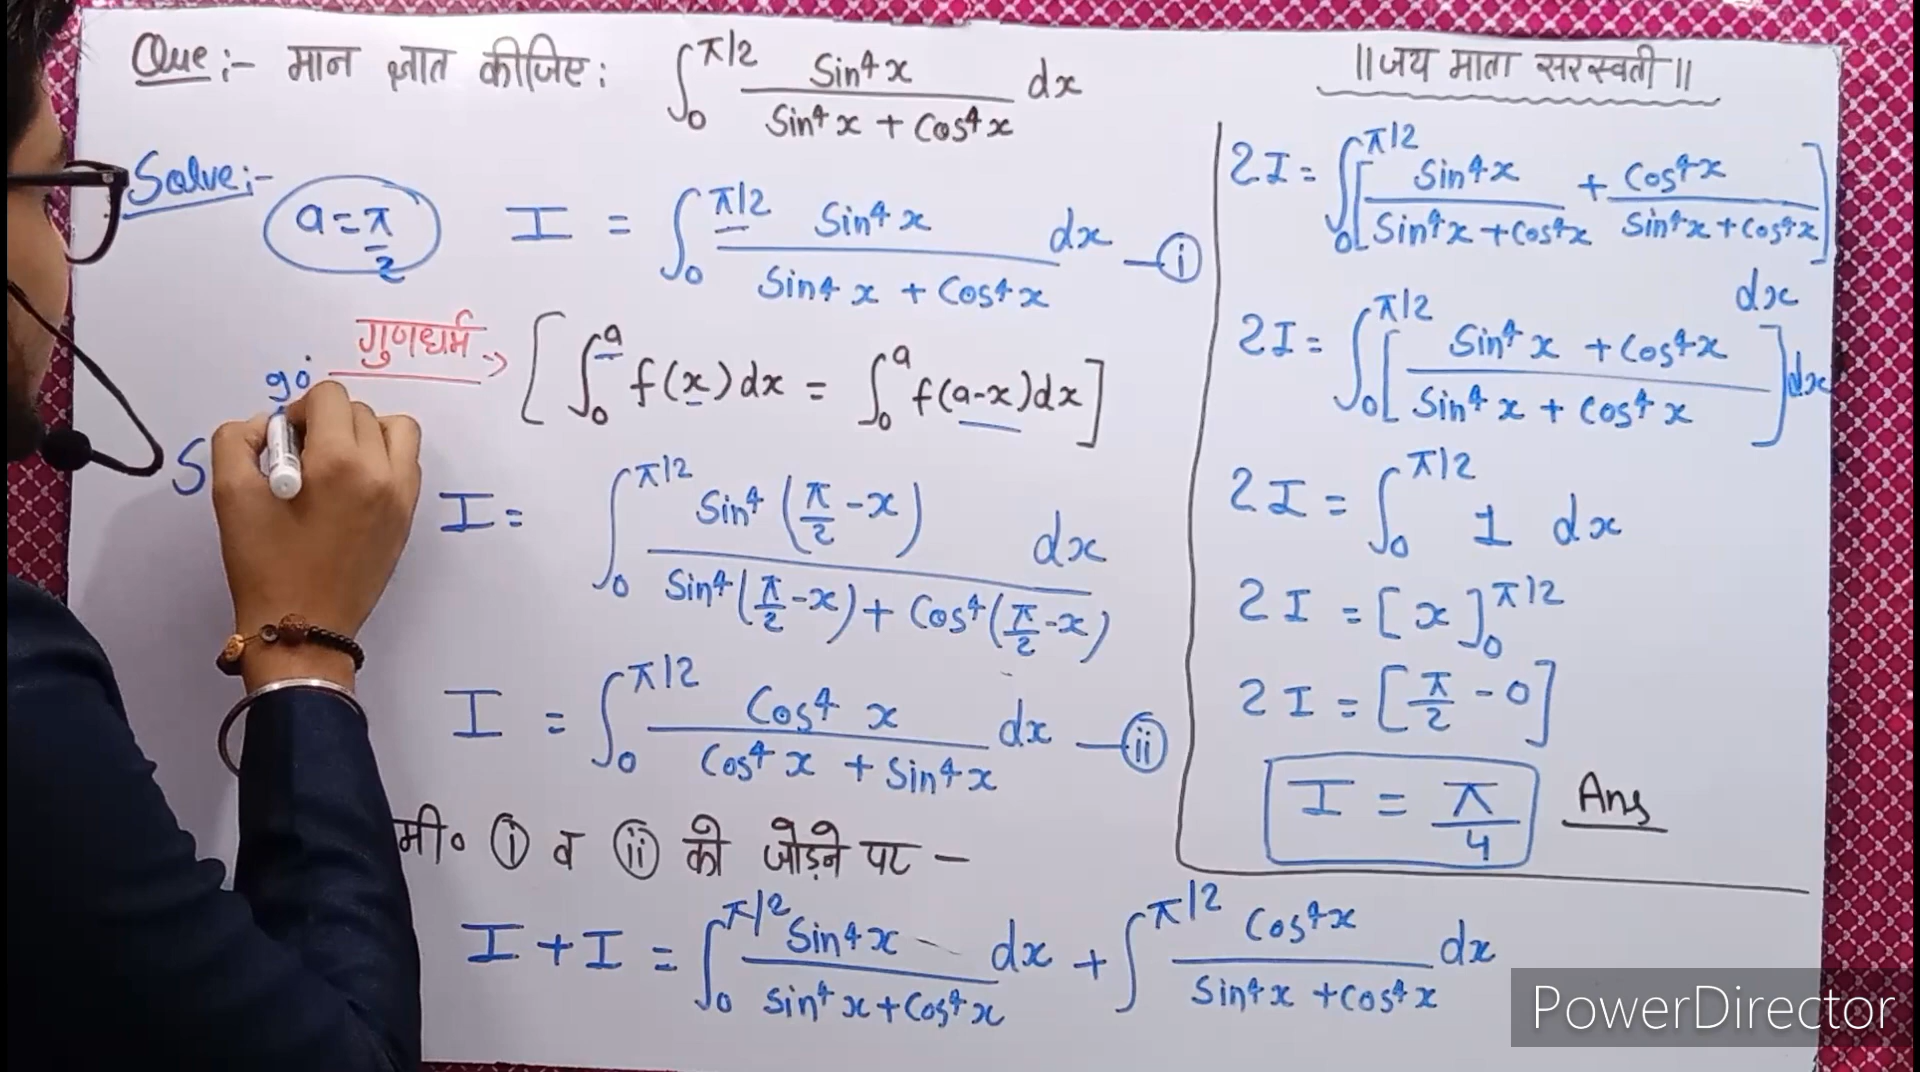 Que:- मान ज्ञात कीजिए: ∫₀^π/2 Sin⁴x / (Sin⁴x + Cos⁴x) dx
Solve:-
a = π/2
I = ∫₀^π/2 Sin⁴x / (Sin⁴x + Cos⁴x) dx — (i)
गुणधर्म → [∫₀^a f(x)dx = ∫₀^a f(a-x)dx]
90
S
I = ∫₀^π/2 Sin⁴(π/2 - x) / (Sin⁴(π/2 - x) + Cos⁴(π/2 - x)) dx
I = ∫₀^π/2 Cos⁴x / (Cos⁴x + Sin⁴x) dx — (ii)
मी० (i) व (ii) को जोड़ने पर -
I + I = ∫₀^π/2 Sin⁴x / (Sin⁴x + Cos⁴x) dx + ∫^π/2 Cos⁴x / (Sin⁴x + Cos⁴x) dx
॥जय माता सरस्वती॥
2I = ∫₀^π/2 [Sin⁴x / (Sin⁴x + Cos⁴x) + Cos⁴x / (Sin⁴x + Cos⁴x)] dx
2I = ∫₀^π/2 [(Sin⁴x + Cos⁴x) / (Sin⁴x + Cos⁴x)] dx
2I = ∫₀^π/2 1 dx
2I = [x]₀^π/2
2I = [π/2 - 0]
I = π/4 Ans
PowerDirector